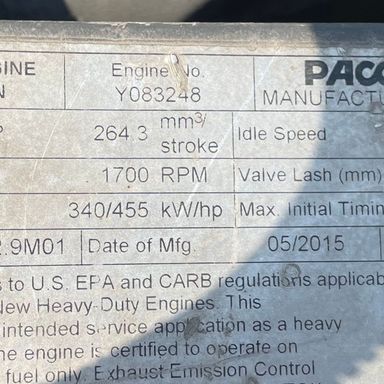 GINE Engine No. PACC
N Y083248 MANUFACTU
P 264.3 mm3/ stroke Idle Speed
1700 RPM Valve Lash (mm)
340/455 kW/hp Max. Initial Timin
2.9M01 Date of Mfg. 05/2015
s to U.S. EPA and CARB regulations applicab
New Heavy-Duty Engines. This
intended service application as a heavy
he engine is certified to operate on
fuel only. Exhaust Emission Control